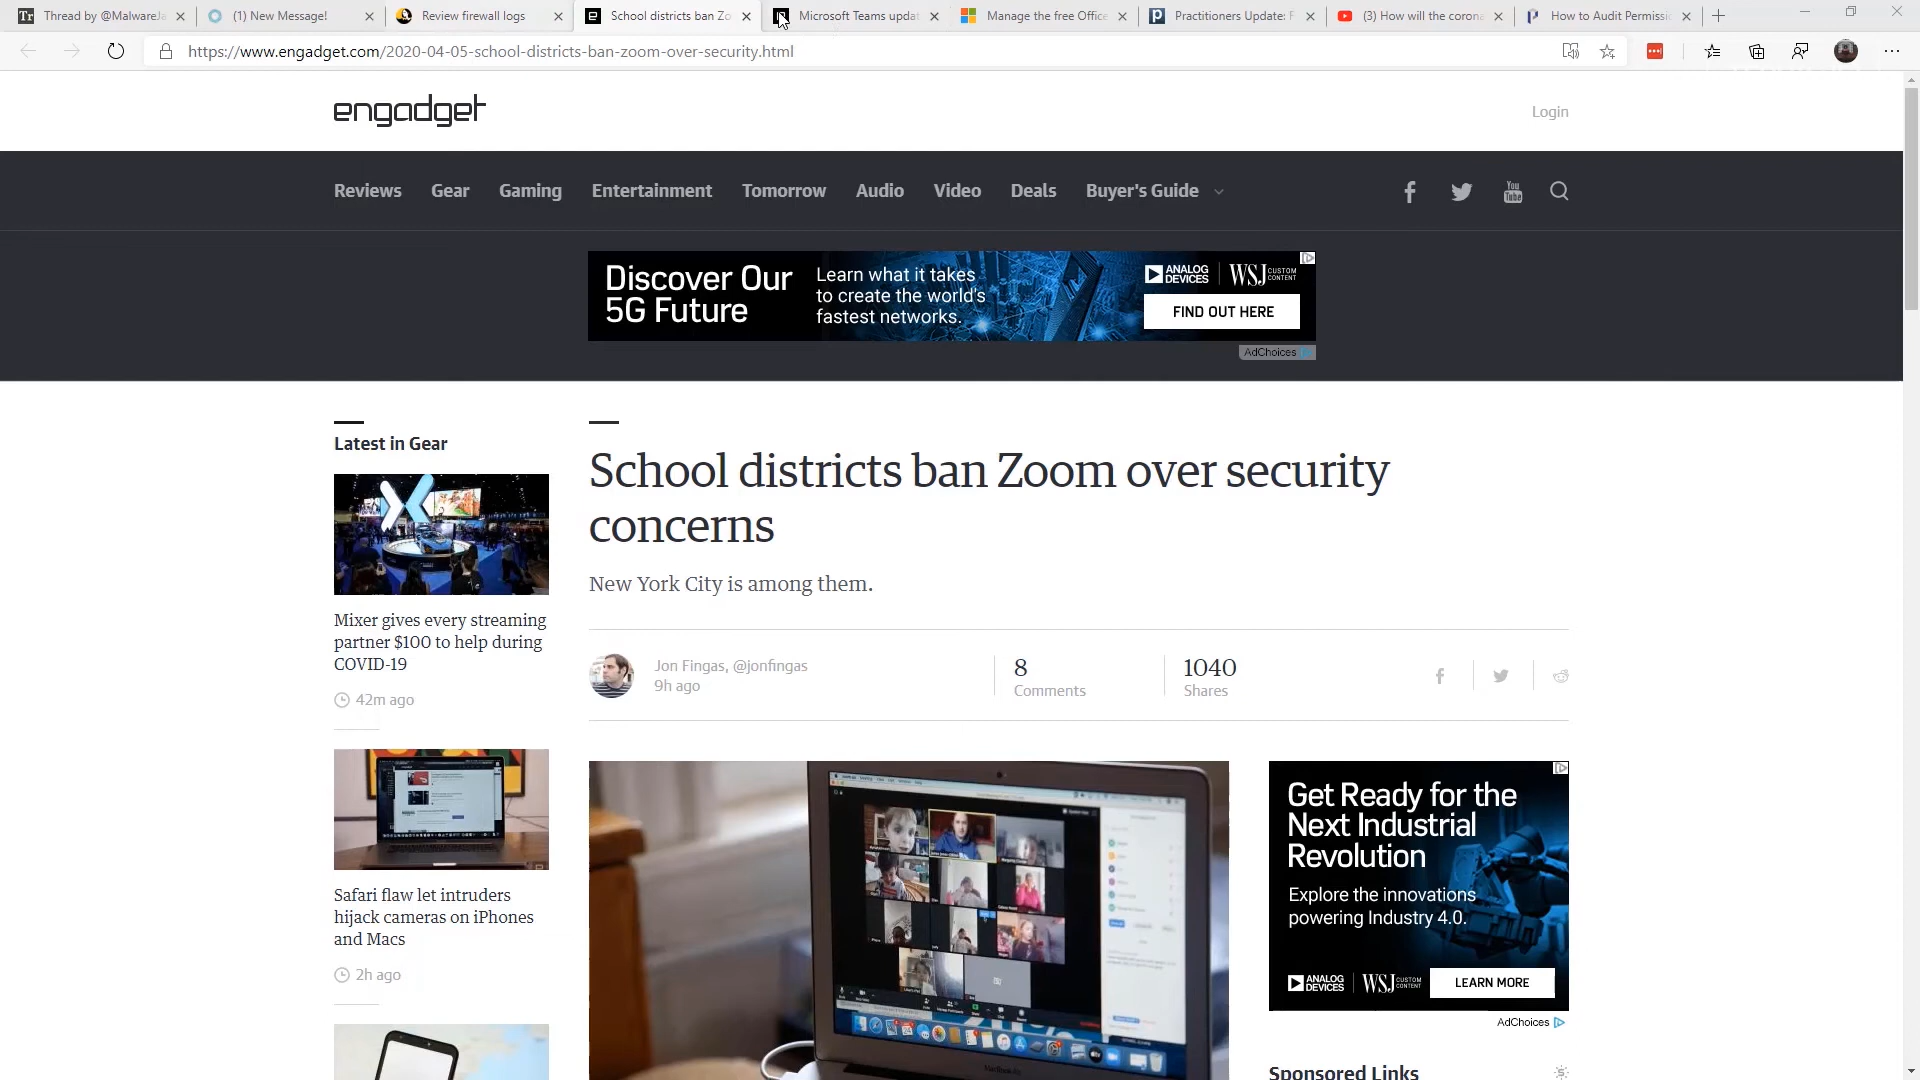 Tr Thread by @MalwareJa
(1) New Message!
Review firewall logs
School districts ban Zo
Microsoft Teams updat
Manage the free Office
Practitioners Update: F
(3) How will the corona
How to Audit Permissi
https://www.engadget.com/2020-04-05-school-districts-ban-zoom-over-security.html
engadget
Login
Reviews Gear Gaming Entertainment Tomorrow Audio Video Deals Buyer's Guide
Discover Our
5G Future
Learn what it takes
to create the world's
fastest networks.
ANALOG DEVICES
WSJ CUSTOM CONTENT
FIND OUT HERE
AdChoices
Latest in Gear
Mixer gives every streaming
partner $100 to help during
COVID-19
42m ago
Safari flaw let intruders
hijack cameras on iPhones
and Macs
2h ago
School districts ban Zoom over security
concerns
New York City is among them.
Jon Fingas, @jonfingas
9h ago
8
Comments
1040
Shares
Get Ready for the
Next Industrial
Revolution
Explore the innovations
powering Industry 4.0.
ANALOG DEVICES
WSJ CUSTOM CONTENT
LEARN MORE
AdChoices
Sponsored Links